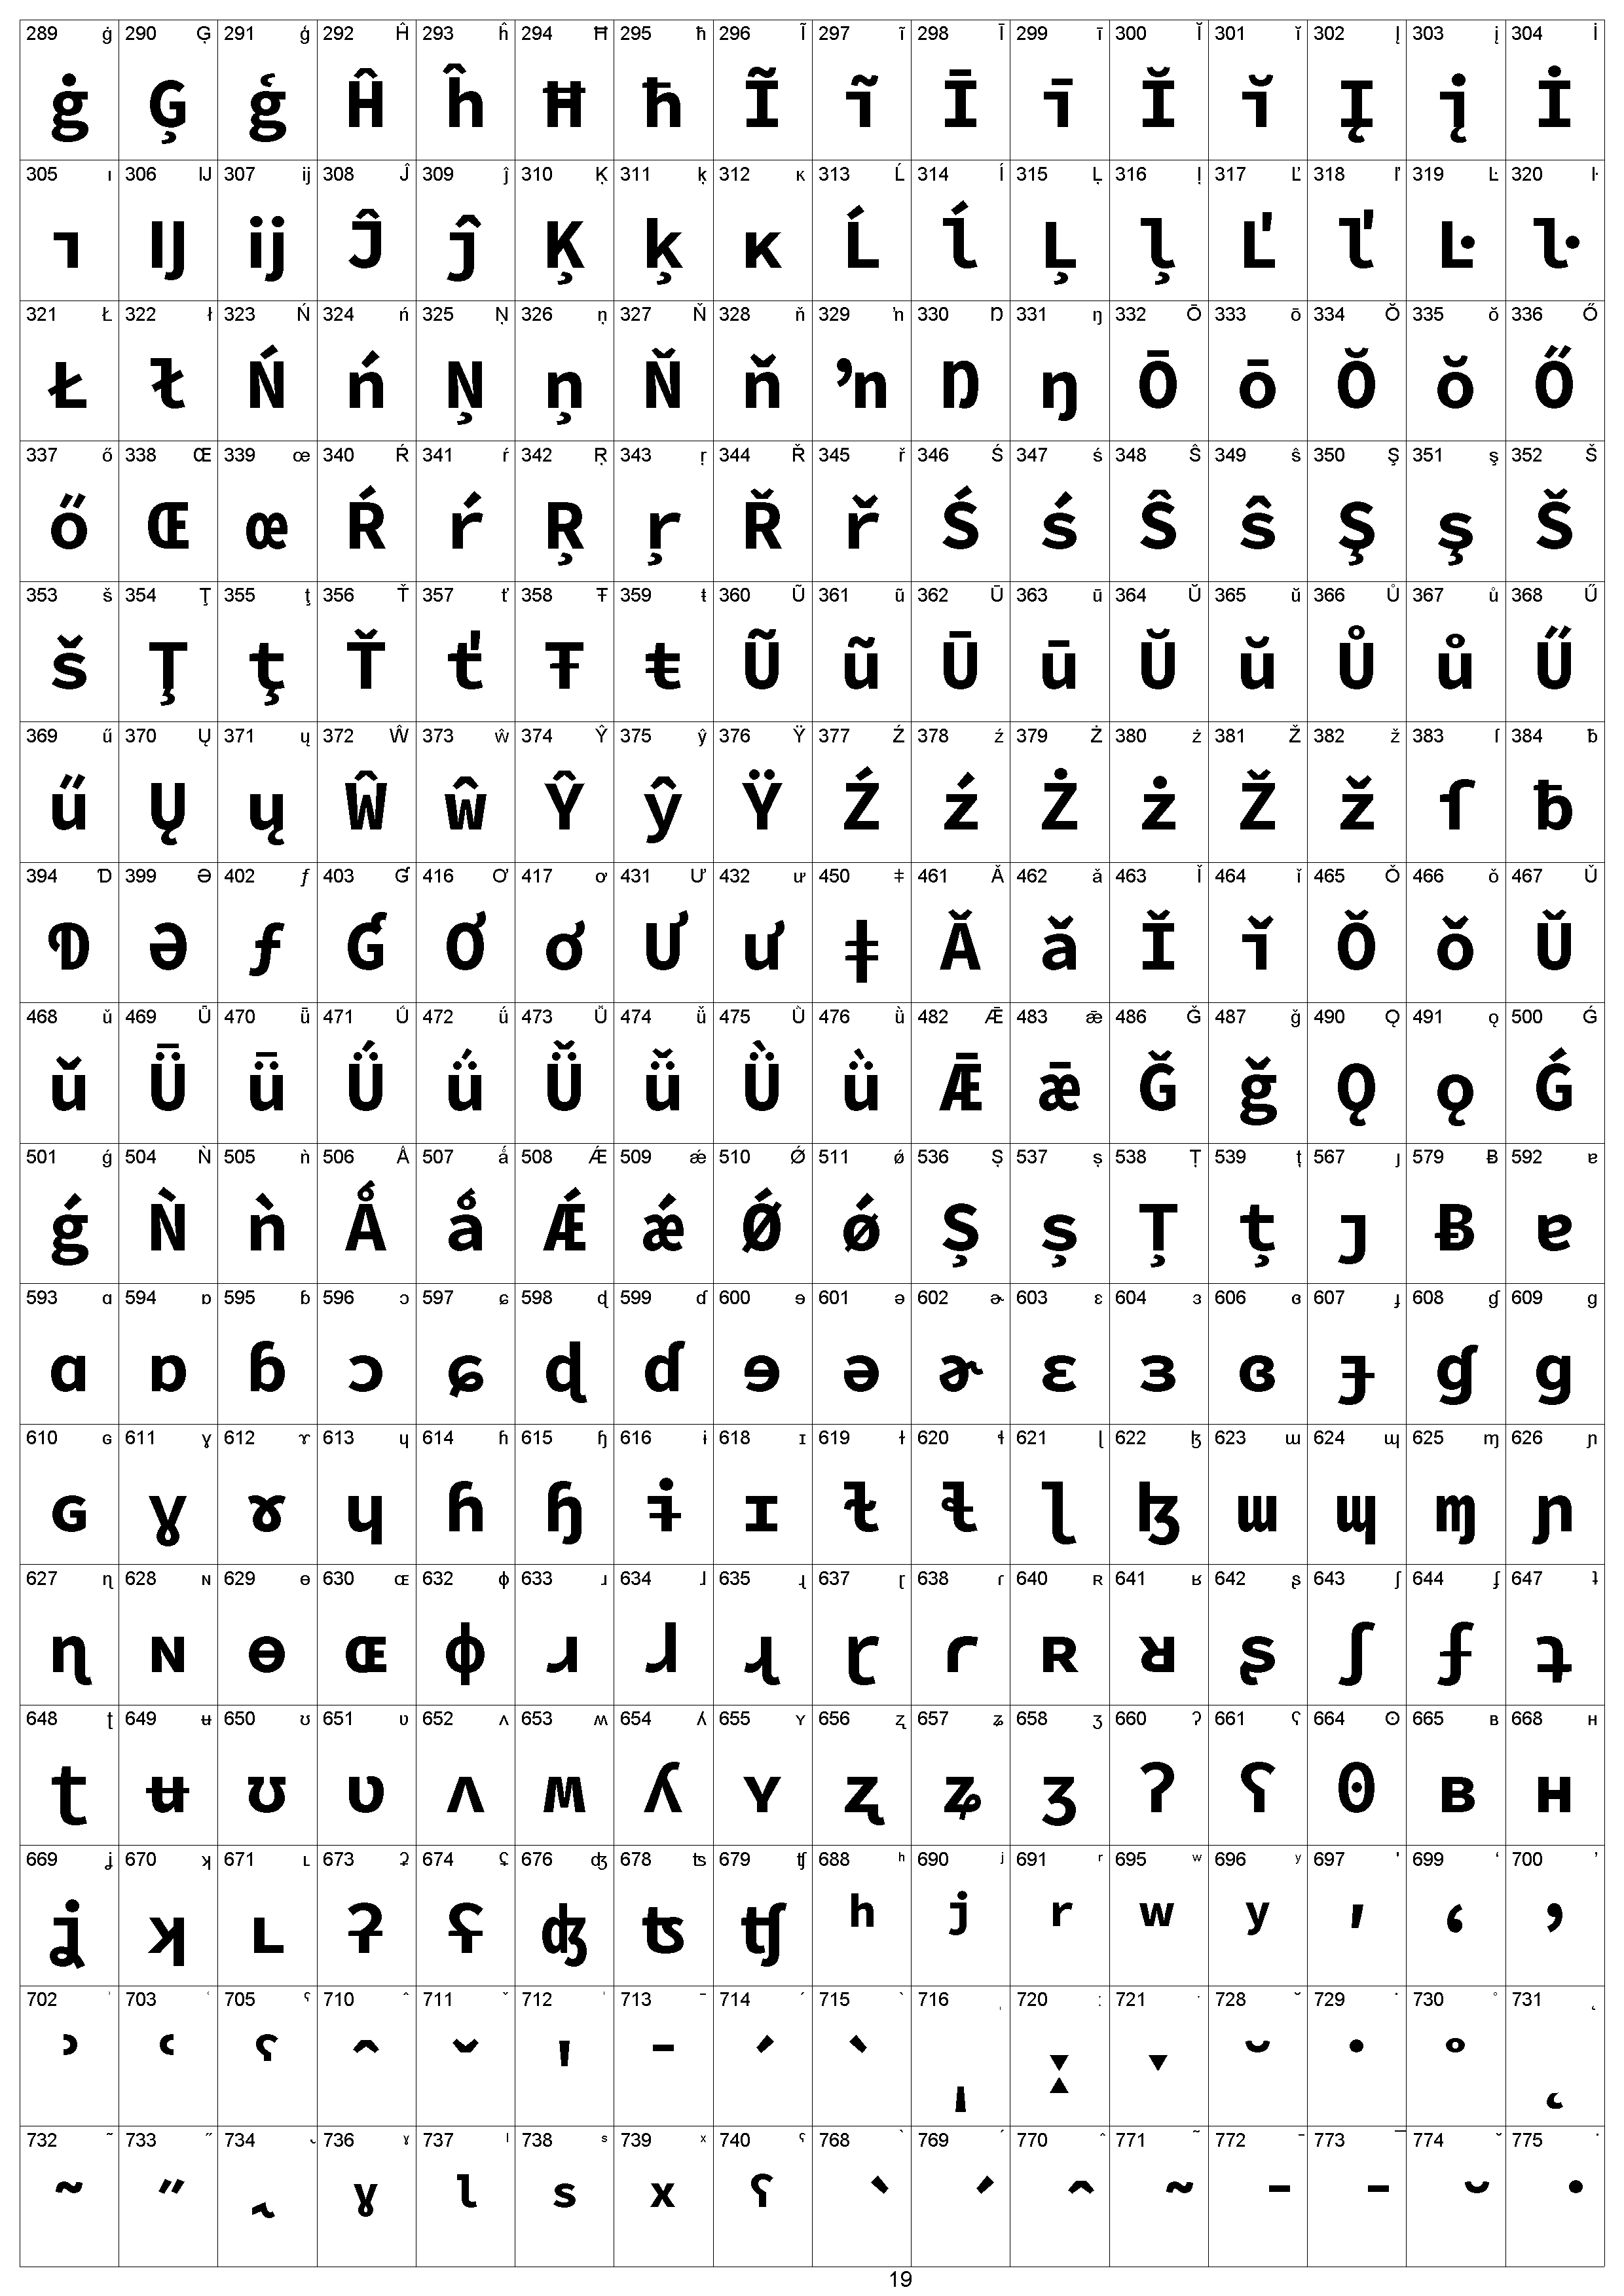 289 ġ 290 Ģ 291 ģ 292 Ĥ 293 ĥ 294 Ħ 295 ħ 296 Ĩ 297 ĩ 298 Ī 299 ī 300 Ĭ 301 ĭ 302 Į 303 į 304 İ
ġ Ģ ģ Ĥ ĥ Ħ ħ Ĩ ĩ Ī ī Ĭ ĭ Į į İ
305 ı 306 Ĳ 307 ĳ 308 Ĵ 309 ĵ 310 Ķ 311 ķ 312 ĸ 313 Ĺ 314 ĺ 315 Ļ 316 ļ 317 Ľ 318 ľ 319 Ŀ 320 ŀ
ı Ĳ ĳ Ĵ ĵ Ķ ķ ĸ Ĺ ĺ Ļ ļ Ľ ľ Ŀ ŀ
321 Ł 322 ł 323 Ń 324 ń 325 Ņ 326 ņ 327 Ň 328 ň 329 ŉ 330 Ŋ 331 ŋ 332 Ō 333 ō 334 Ŏ 335 ŏ 336 Ő
Ł ł Ń ń Ņ ņ Ň ň ŉ Ŋ ŋ Ō ō Ŏ ŏ Ő
337 ő 338 Œ 339 œ 340 Ŕ 341 ŕ 342 Ŗ 343 ŗ 344 Ř 345 ř 346 Ś 347 ś 348 Ŝ 349 ŝ 350 Ş 351 ş 352 Š
ő Œ œ Ŕ ŕ Ŗ ŗ Ř ř Ś ś Ŝ ŝ Ş ş Š
353 š 354 Ţ 355 ţ 356 Ť 357 ť 358 Ŧ 359 ŧ 360 Ũ 361 ũ 362 Ū 363 ū 364 Ŭ 365 ŭ 366 Ů 367 ů 368 Ű
š Ţ ţ Ť ť Ŧ ŧ Ũ ũ Ū ū Ŭ ŭ Ů ů Ű
369 ű 370 Ų 371 ų 372 Ŵ 373 ŵ 374 Ŷ 375 ŷ 376 Ÿ 377 Ź 378 ź 379 Ż 380 ż 381 Ž 382 ž 383 ſ 384 ƀ
ű Ų ų Ŵ ŵ Ŷ ŷ Ÿ Ź ź Ż ż Ž ž ſ ƀ
394 Ɗ 399 Ə 402 ƒ 403 Ɠ 416 Ơ 417 ơ 431 Ư 432 ư 450 ǂ 461 Ǎ 462 ǎ 463 Ǐ 464 ǐ 465 Ǒ 466 ǒ 467 Ǔ
Ɗ Ə ƒ Ɠ Ơ ơ Ư ư ǂ Ǎ ǎ Ǐ ǐ Ǒ ǒ Ǔ
468 ǔ 469 Ǖ 470 ǖ 471 Ǘ 472 ǘ 473 Ǚ 474 ǚ 475 Ǜ 476 ǜ 482 Ǣ 483 ǣ 486 Ǧ 487 ǧ 490 Ǫ 491 ǫ 500 Ǵ
ǔ Ǖ ǖ Ǘ ǘ Ǚ ǚ Ǜ ǜ Ǣ ǣ Ǧ ǧ Ǫ ǫ Ǵ
501 ǵ 504 Ǹ 505 ǹ 506 Ǻ 507 ǻ 508 Ǽ 509 ǽ 510 Ǿ 511 ǿ 536 Ș 537 ș 538 Ț 539 ț 567 ȷ 579 Ƀ 592 ɐ
ǵ Ǹ ǹ Ǻ ǻ Ǽ ǽ Ǿ ǿ Ș ș Ț ț ȷ Ƀ ɐ
593 ɑ 594 ɒ 595 ɓ 596 ɔ 597 ɕ 598 ɖ 599 ɗ 600 ɘ 601 ə 602 ɚ 603 ɛ 604 ɜ 606 ɞ 607 ɟ 608 ɠ 609 ɡ
ɑ ɒ ɓ ɔ ɕ ɖ ɗ ɘ ə ɚ ɛ ɜ ɞ ɟ ɠ ɡ
610 ɢ 611 ɣ 612 ɤ 613 ɥ 614 ɦ 615 ɧ 616 ɨ 618 ɪ 619 ɫ 620 ɬ 621 ɭ 622 ɮ 623 ɯ 624 ɰ 625 ɱ 626 ɲ
ɢ ɣ ɤ ɥ ɦ ɧ ɨ ɪ ɫ ɬ ɭ ɮ ɯ ɰ ɱ ɲ
627 ɳ 628 ɴ 629 ɵ 630 ɶ 632 ɸ 633 ɹ 634 ɺ 635 ɻ 637 ɽ 638 ɾ 640 ʀ 641 ʁ 642 ʂ 643 ʃ 644 ʄ 647 ʇ
ɳ ɴ ɵ ɶ ɸ ɹ ɺ ɻ ɽ ɾ ʀ ʁ ʂ ʃ ʄ ʇ
648 ʈ 649 ʉ 650 ʊ 651 ʋ 652 ʌ 653 ʍ 654 ʎ 655 ʏ 656 ʐ 657 ʑ 658 ʒ 660 ʔ 661 ʕ 664 ʘ 665 ʙ 668 ʜ
ʈ ʉ ʊ ʋ ʌ ʍ ʎ ʏ ʐ ʑ ʒ ʔ ʕ ʘ ʙ ʜ
669 ʝ 670 ʞ 671 ʟ 673 ʡ 674 ʢ 676 ʤ 678 ʦ 679 ʧ 688 ʰ 690 ʲ 691 ʳ 695 ʷ 696 ʸ 697 ʹ 699 ʻ 700 ʼ
ʝ ʞ ʟ ʡ ʢ ʤ ʦ ʧ ʰ ʲ ʳ ʷ ʸ ʹ ʻ ʼ
702 ʾ 703 ʿ 705 ˁ 710 ˆ 711 ˇ 712 ˈ 713 ˉ 714 ˊ 715 ˋ 716 ˌ 720 ː 721 ˑ 728 ˘ 729 ˙ 730 ˚ 731 ˛
ʾ ʿ ˁ ˆ ˇ ˈ ˉ ˊ ˋ ˌ ː ˑ ˘ ˙ ˚ ˛
732 ˜ 733 ˝ 734 ˞ 736 ˠ 737 ˡ 738 ˢ 739 ˣ 740 ˤ 768 ̀ 769 ́ 770 ̂ 771 ̃ 772 ̄ 773 ̅ 774 ̆ 775 ̇
˜ ˝ ˞ ˠ ˡ ˢ ˣ ˤ ̀ ́ ̂ ̃ ̄ ̅ ̆ ̇
19